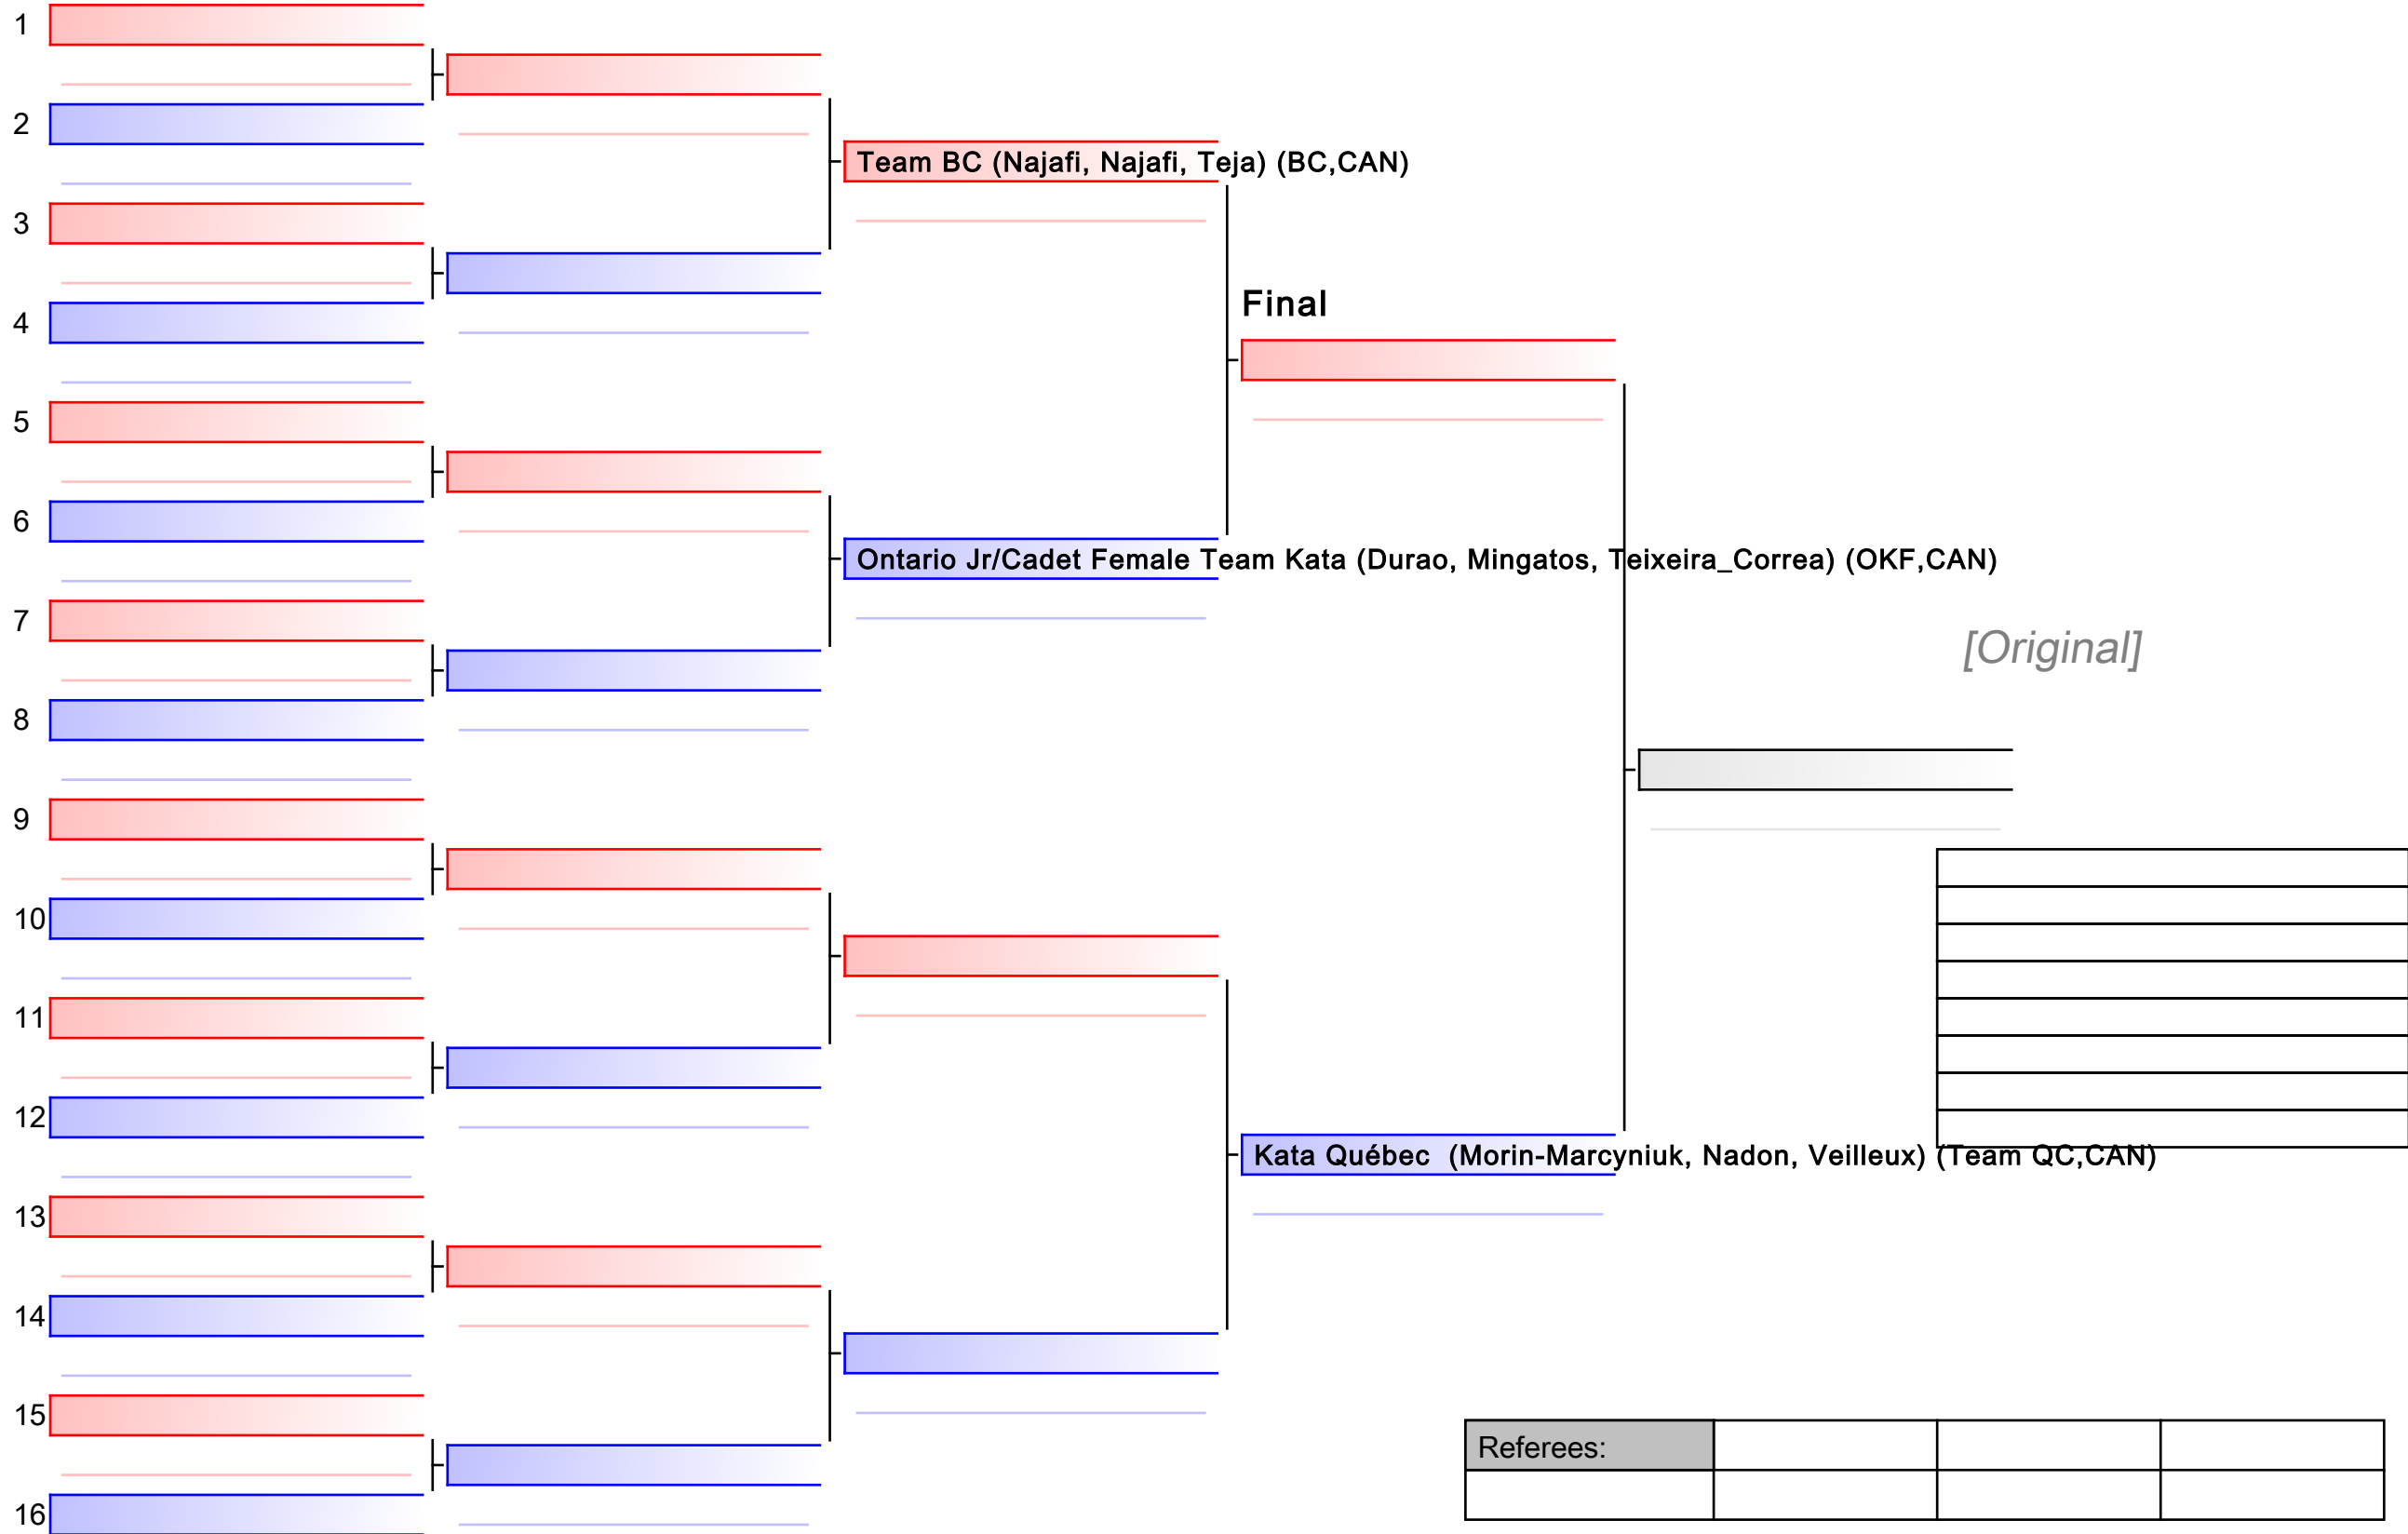 1
2
Team BC (Najafi, Najafi, Teja) (BC,CAN)
3
Final
4
5
6
Ontario Jr/Cadet Female Team Kata (Durao, Mingatos, Teixeira_Correa) (OKF,CAN)
7
[Original]
8
9
10
11
12
Kata Québec  (Morin-Marcyniuk, Nadon, Veilleux) (Team QC,CAN)
13
14
15
Referees:
16